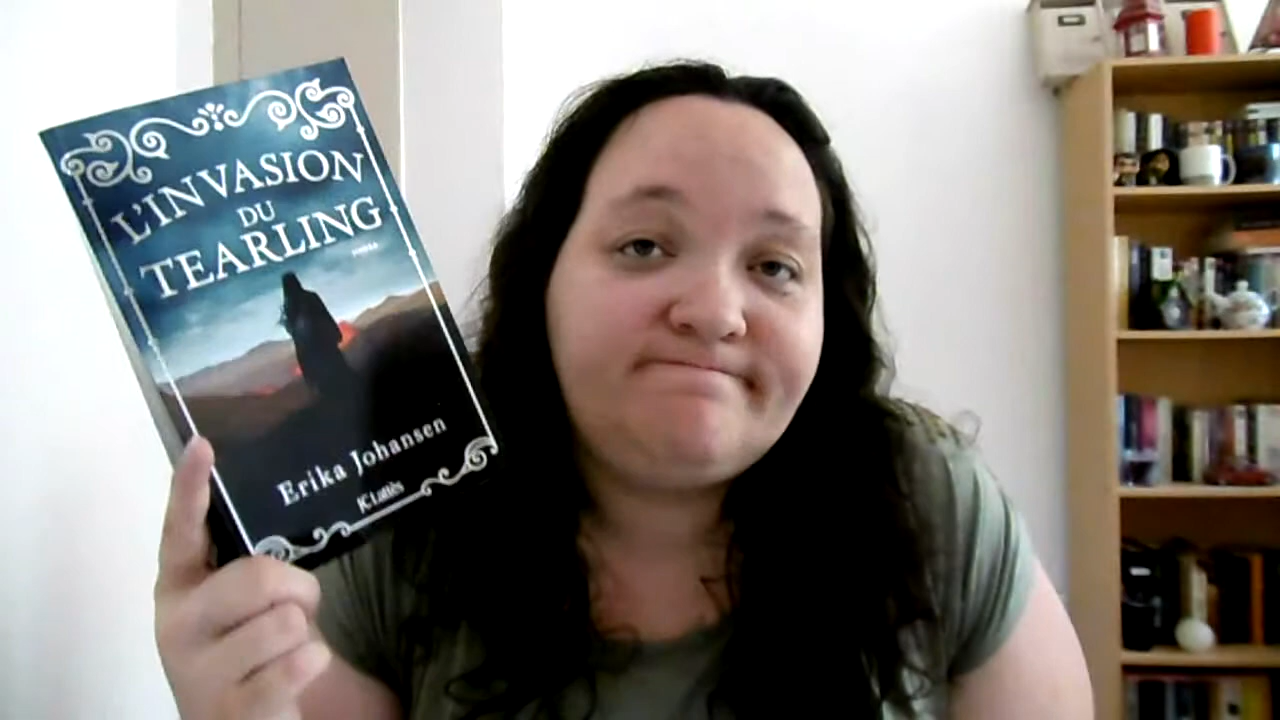 L'INVASION
DU
TEARLING
Erika Johansen
JC Lattès